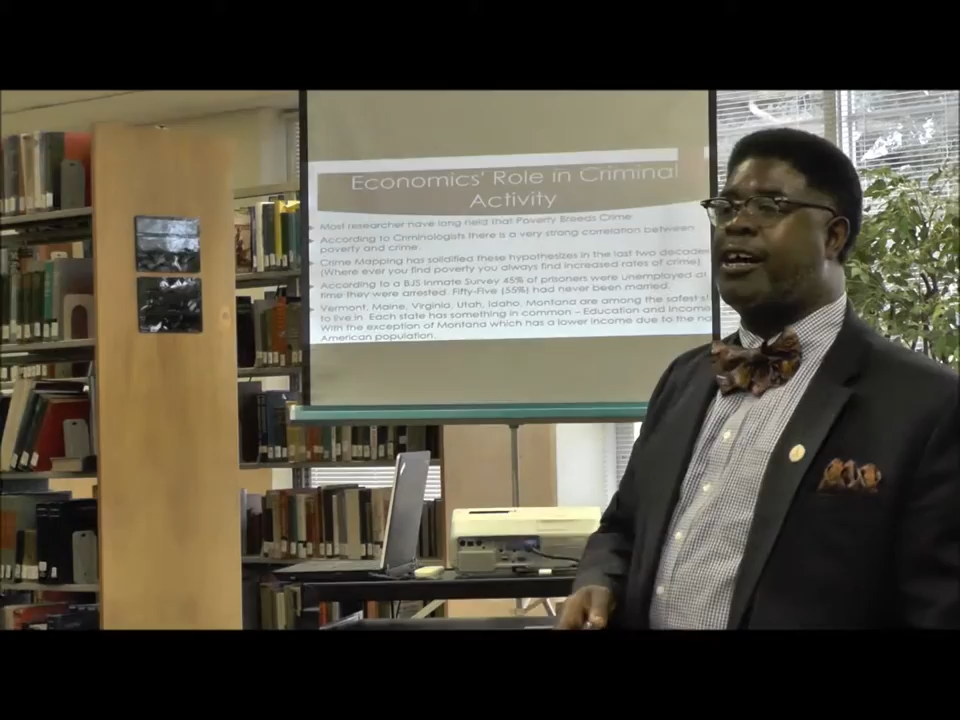 Economics' Role in Criminal
Activity
Most researcher have long held that Poverty Breeds Crime.
According to Criminologists there is a very strong correlation between
poverty and crime.
Crime Mapping has solidified these hypothesizes in the last two decades
(Where ever you find poverty you always find increased rates of crime)
According to a BJS Inmate Survey 45% of prisoners were unemployed at
time they were arrested. Fifty-Five (55%) had never been married.
Vermont, Maine, Virginia, Utah, Idaho, Montana are among the safest
to live in. Each state has something in common – Education and income
With the exception of Montana which has a lower income due to the
American population.